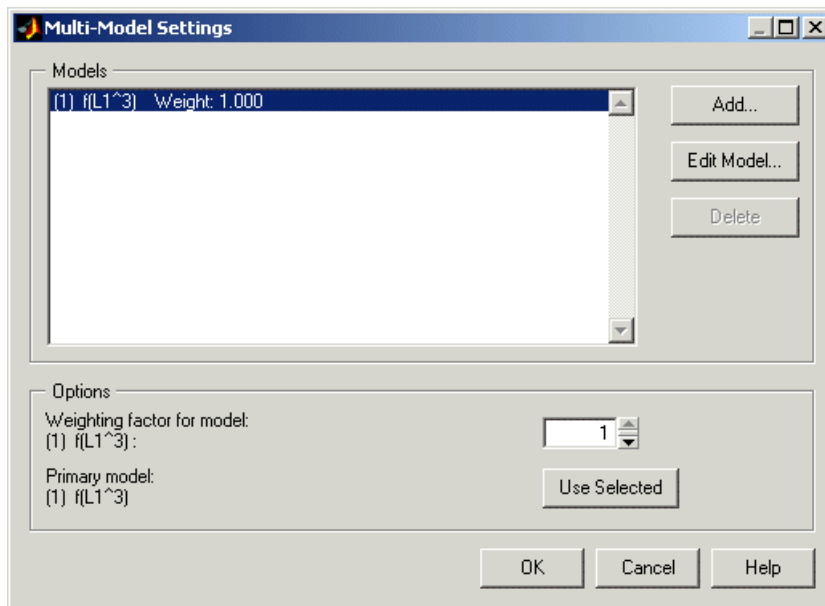 Multi-Model Settings
Models
(1) f(L1^3) Weight: 1.000
Add...
Edit Model...
Delete
Options
Weighting factor for model:
(1) f(L1^3) :
1
Primary model:
(1) f(L1^3)
Use Selected
OK
Cancel
Help